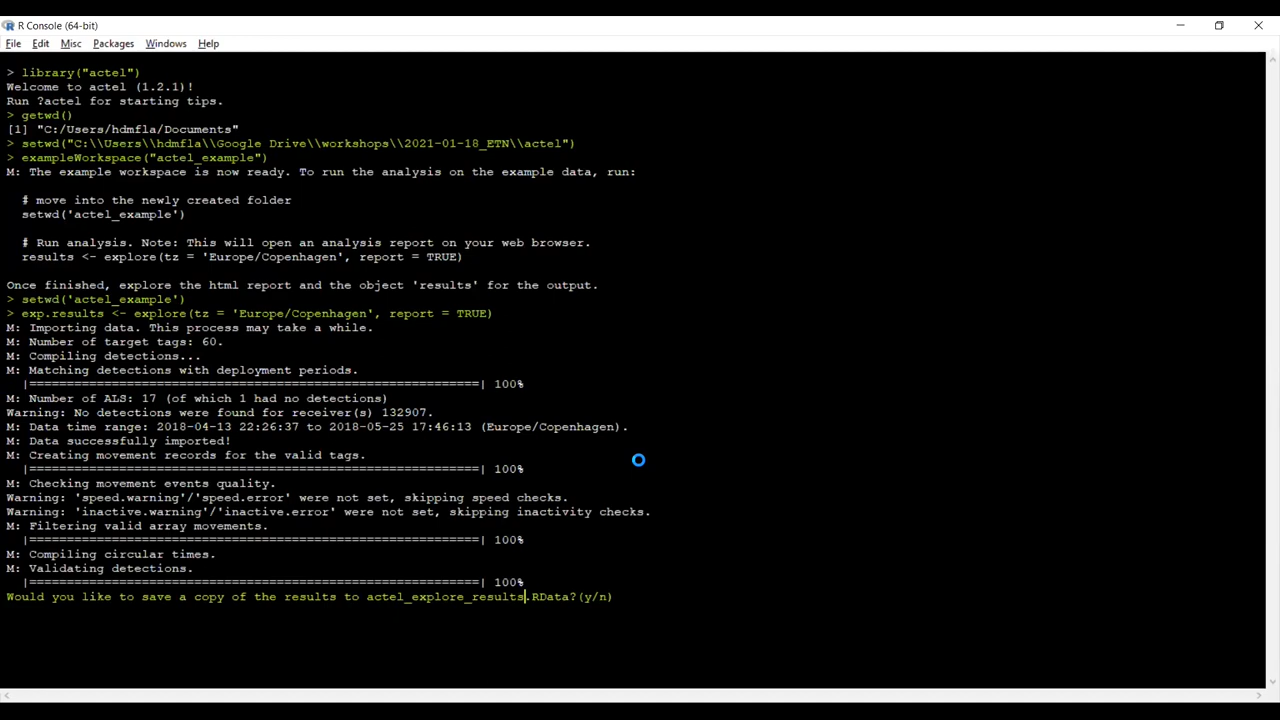 R Console (64-bit)
File Edit Misc Packages Windows Help
> library("actel")
Welcome to actel (1.2.1)!
Run ?actel for starting tips.
> getwd()
[1] "C:/Users/hdmfla/Documents"
> setwd("C:\\Users\\hdmfla\\Google Drive\\workshops\\2021-01-18_ETN\\actel")
> exampleWorkspace("actel_example")
M: The example workspace is now ready. To run the analysis on the example data, run:
# move into the newly created folder
setwd('actel_example')
# Run analysis. Note: This will open an analysis report on your web browser.
results <- explore(tz = 'Europe/Copenhagen', report = TRUE)
Once finished, explore the html report and the object 'results' for the output.
> setwd('actel_example')
> exp.results <- explore(tz = 'Europe/Copenhagen', report = TRUE)
M: Importing data. This process may take a while.
M: Number of target tags: 60.
M: Compiling detections...
M: Matching detections with deployment periods.
|============================================================| 100%
M: Number of ALS: 17 (of which 1 had no detections)
Warning: No detections were found for receiver(s) 132907.
M: Data time range: 2018-04-13 22:26:37 to 2018-05-25 17:46:13 (Europe/Copenhagen).
M: Data successfully imported!
M: Creating movement records for the valid tags.
|============================================================| 100%
M: Checking movement events quality.
Warning: 'speed.warning'/'speed.error' were not set, skipping speed checks.
Warning: 'inactive.warning'/'inactive.error' were not set, skipping inactivity checks.
M: Filtering valid array movements.
|============================================================| 100%
M: Compiling circular times.
M: Validating detections.
|============================================================| 100%
Would you like to save a copy of the results to actel_explore_results.RData?(y/n)